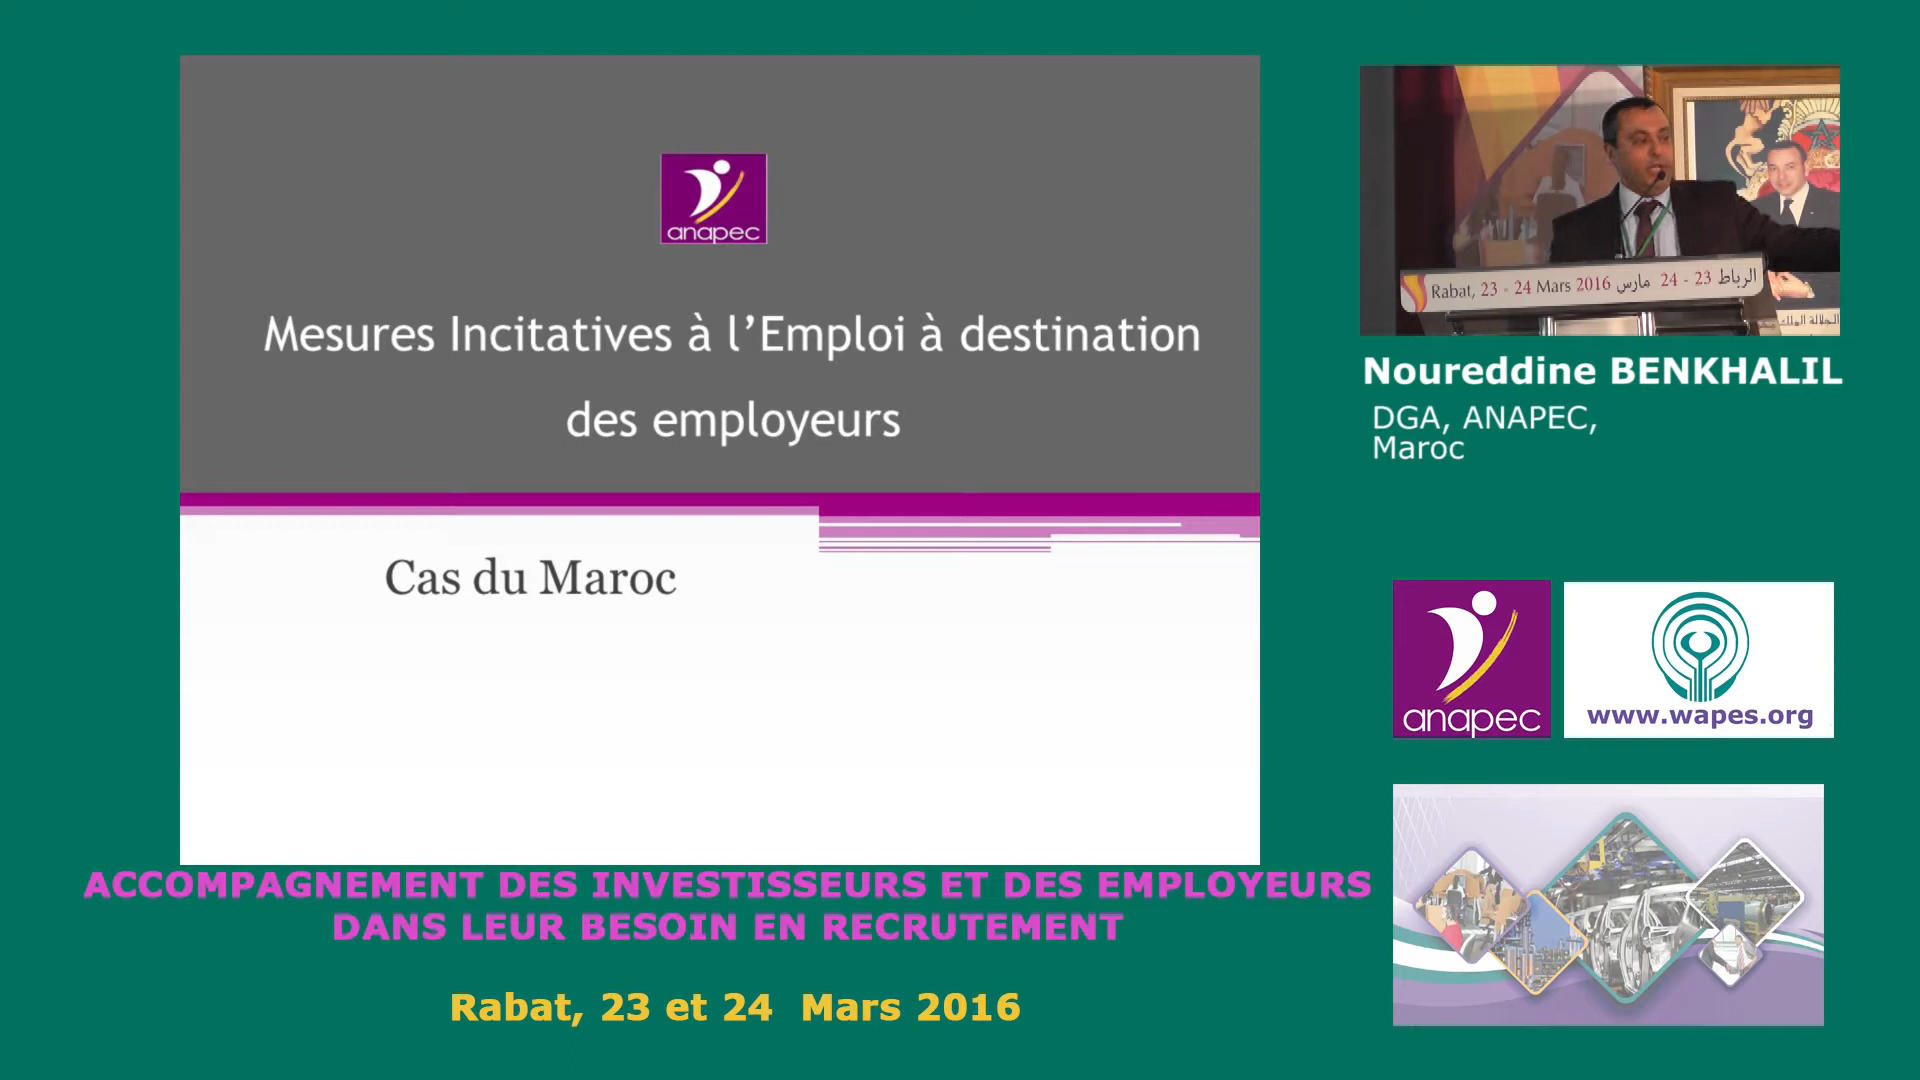 anapec
Mesures Incitatives à l’Emploi à destination
des employeurs
Cas du Maroc
Rabat, 23 - 24 Mars 2016 الرباط 23 - 24 مارس
Noureddine BENKHALIL
DGA, ANAPEC,
Maroc
anapec
www.wapes.org
ACCOMPAGNEMENT DES INVESTISSEURS ET DES EMPLOYEURS
DANS LEUR BESOIN EN RECRUTEMENT
Rabat, 23 et 24 Mars 2016